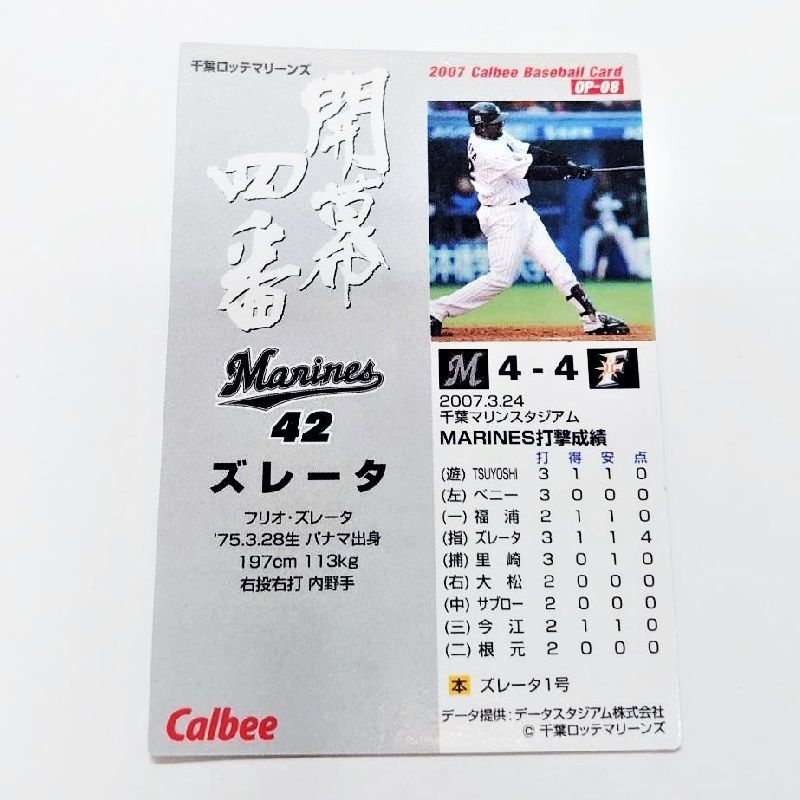 千葉ロッテマリーンズ
開幕
四番
Marines
42
ズレータ
フリオ・ズレータ
'75.3.28生 パナマ出身
197cm 113kg
右投右打 内野手
Calbee
2007 Calbee Baseball Card
OP-08
M 4 - 4 F
2007.3.24
千葉マリンスタジアム
MARINES打撃成績
打 得 安 点
(遊) TSUYOSHI 3 1 1 0
(左) ベニー 3 0 0 0
(一) 福浦 2 1 1 0
(指) ズレータ 3 1 1 4
(捕) 里崎 3 0 1 0
(右) 大松 2 0 0 0
(中) サブロー 2 0 0 0
(三) 今江 2 1 1 0
(二) 根元 2 0 0 0
本 ズレータ1号
データ提供:データスタジアム株式会社
© 千葉ロッテマリーンズ